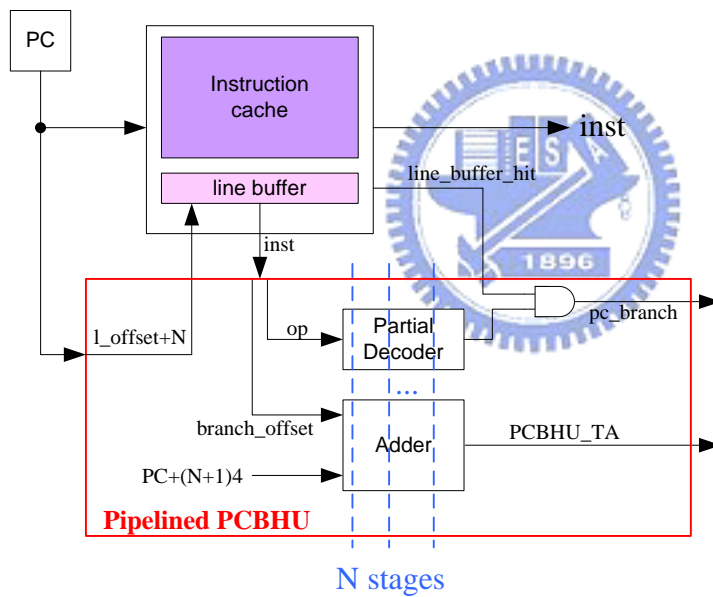 PC
Instruction
cache
inst
line_buffer_hit
line buffer
inst
E S A
1896
l_offset+N
op
Partial
Decoder
pc_branch
...
branch_offset
Adder
PCBHU_TA
PC+(N+1)4
Pipelined PCBHU
N stages